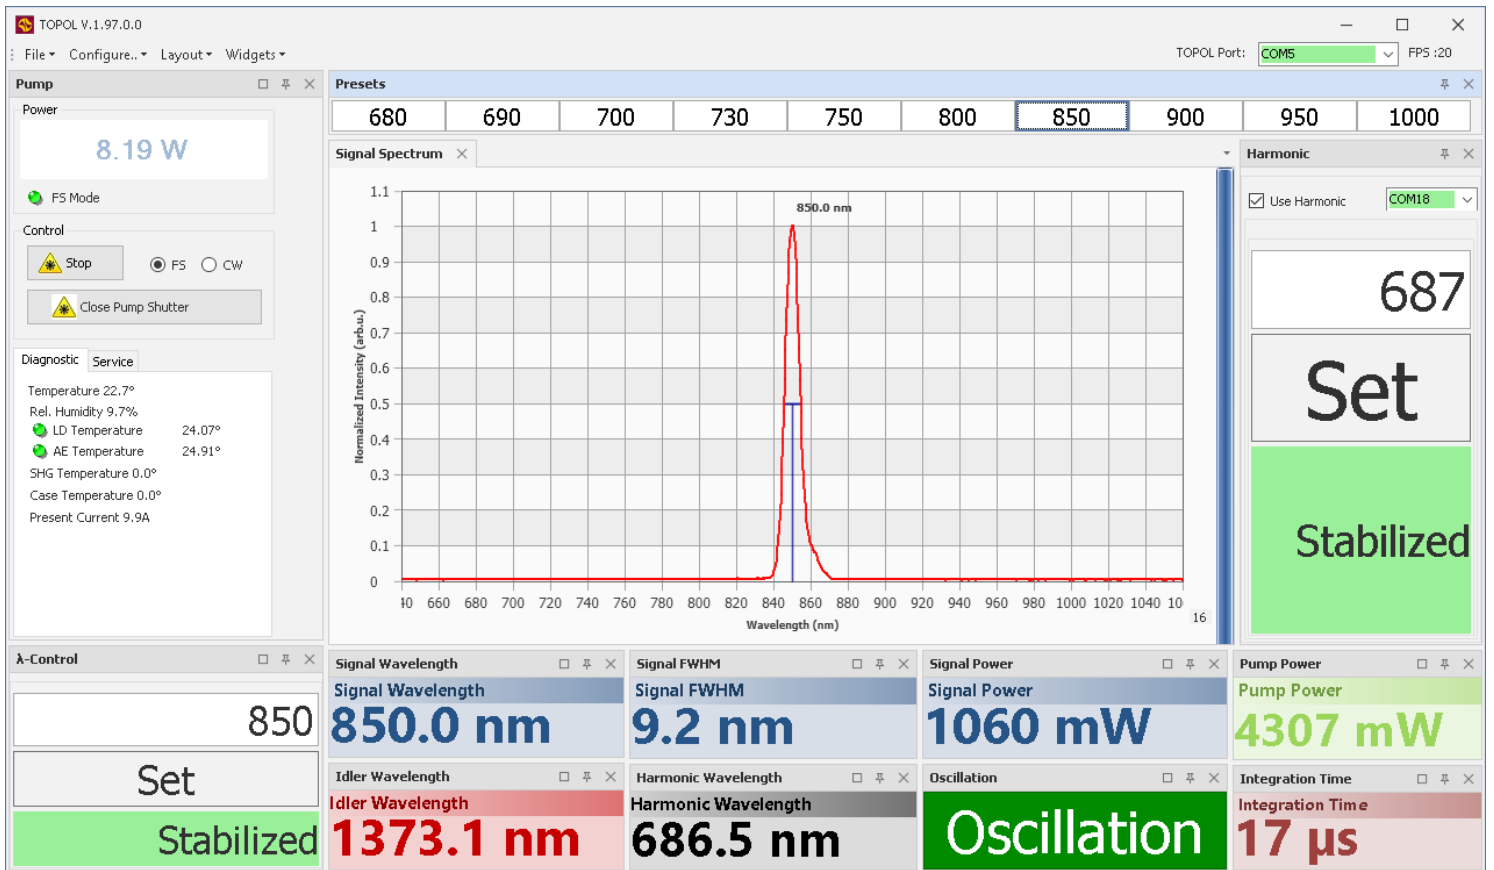 TOPOL V.1.97.0.0
File Configure.. Layout Widgets
TOPOL Port: COM5 FPS :20
Pump
Power
8.19 W
FS Mode
Control
Stop FS CW
Close Pump Shutter
Diagnostic Service
Temperature 22.7°
Rel. Humidity 9.7%
LD Temperature 24.07°
AE Temperature 24.91°
SHG Temperature 0.0°
Case Temperature 0.0°
Present Current 9.9A
Presets
680 690 700 730 750 800 850 900 950 1000
Signal Spectrum
850.0 nm
Normalized Intensity (arb.u.)
1.1
1
0.9
0.8
0.7
0.6
0.5
0.4
0.3
0.2
0.1
0
40 660 680 700 720 740 760 780 800 820 840 860 880 900 920 940 960 980 1000 1020 1040 10
Wavelength (nm)
16
Harmonic
Use Harmonic COM18
687
Set
Stabilized
λ-Control
850
Set
Stabilized
Signal Wavelength
Signal Wavelength
850.0 nm
Signal FWHM
Signal FWHM
9.2 nm
Signal Power
Signal Power
1060 mW
Pump Power
Pump Power
4307 mW
Idler Wavelength
Idler Wavelength
1373.1 nm
Harmonic Wavelength
Harmonic Wavelength
686.5 nm
Oscillation
Oscillation
Integration Time
Integration Time
17 µs